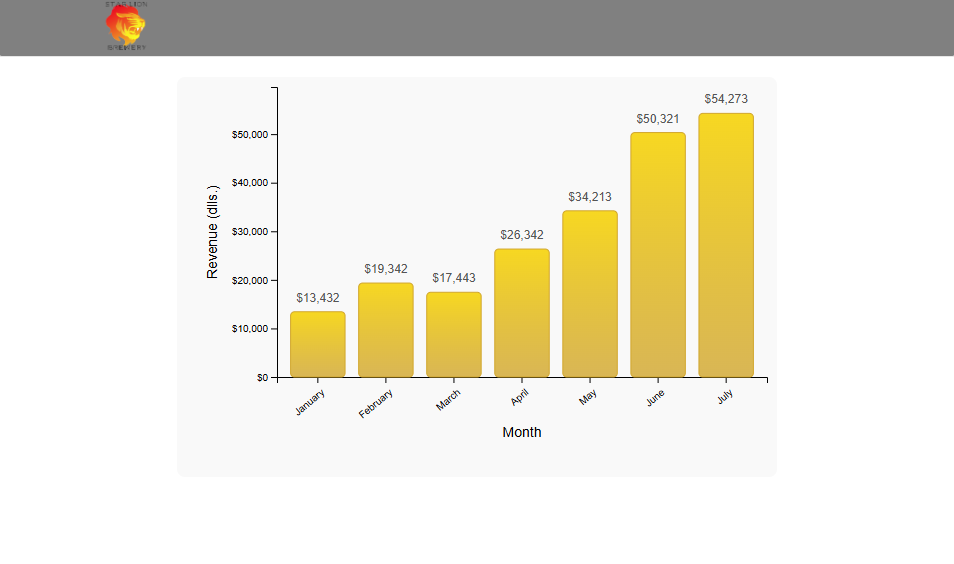 STAR LION
BREWERY
$54,273
$50,321
$50,000
$40,000
$34,213
Revenue (dlls.)
$30,000
$26,342
$20,000
$19,342
$17,443
$13,432
$10,000
$0
January
February
March
April
May
June
July
Month